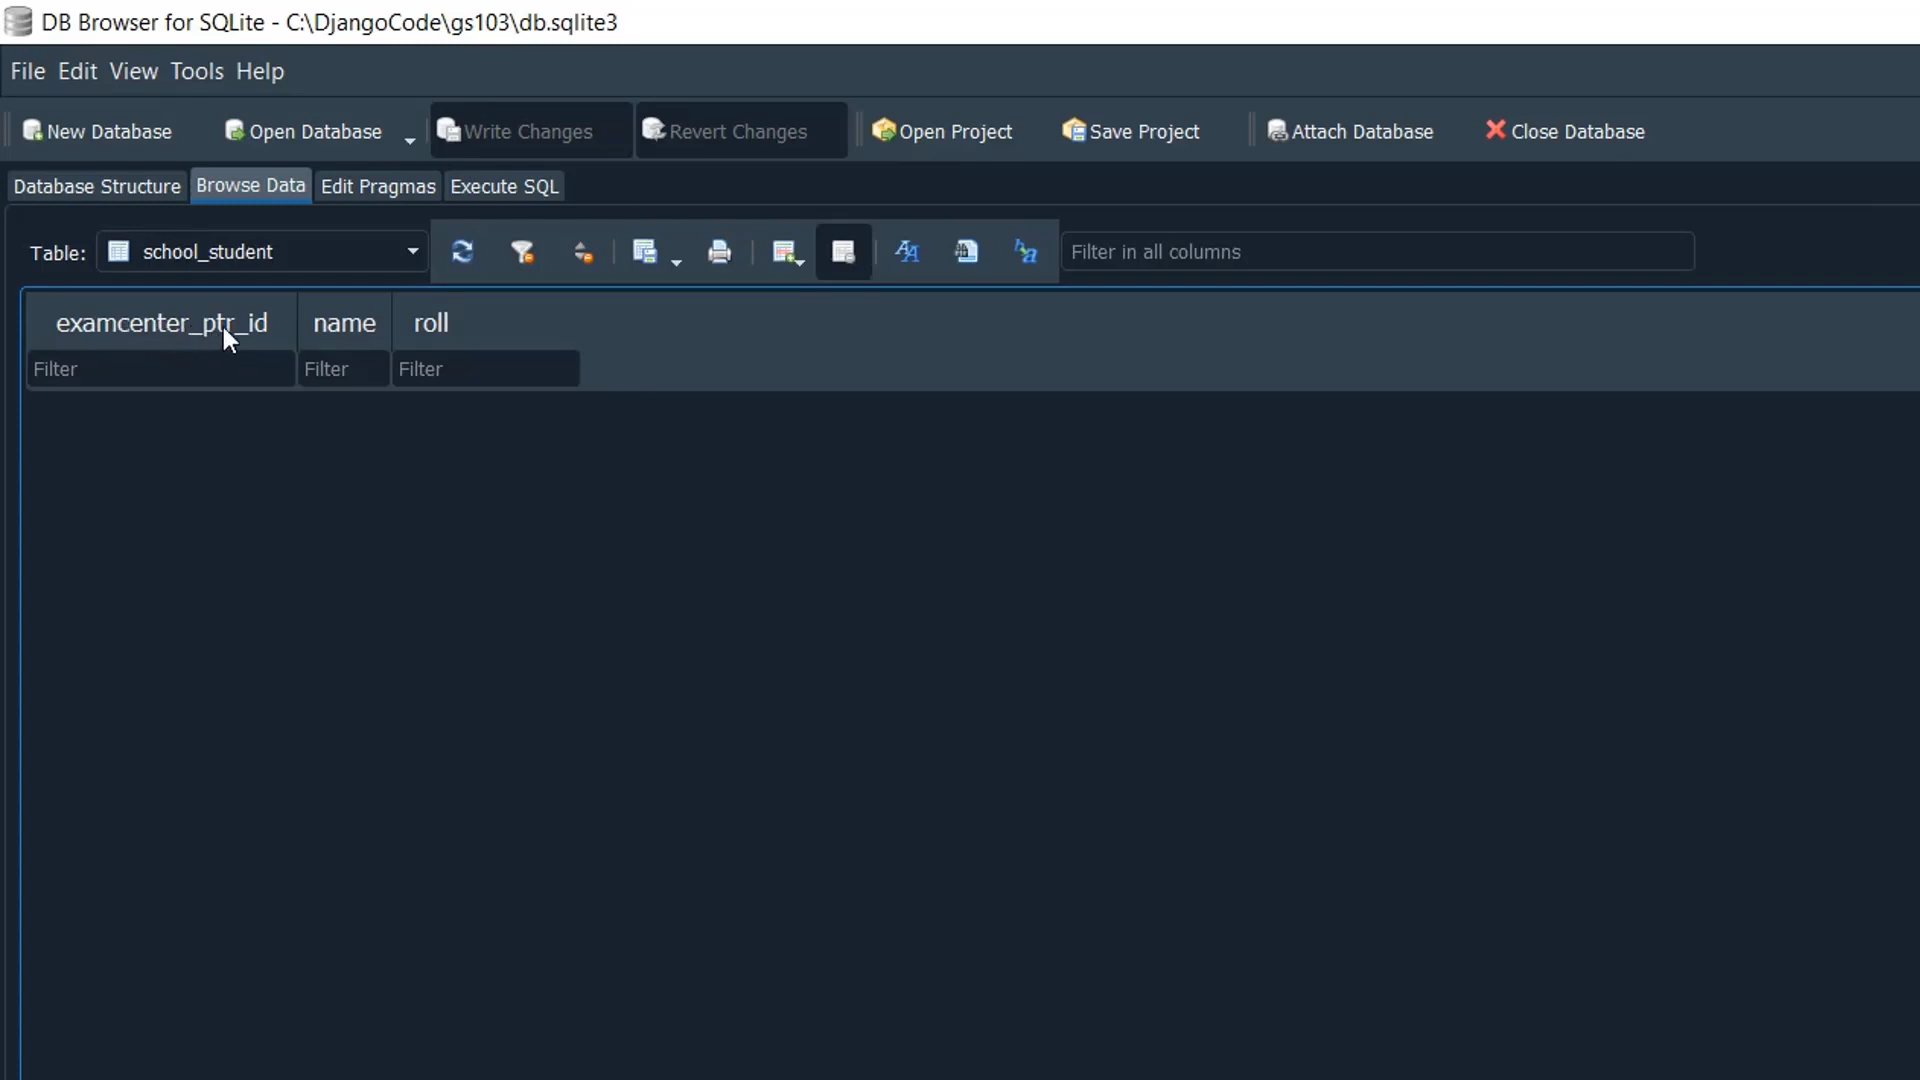 DB Browser for SQLite - C:\DjangoCode\gs103\db.sqlite3
File Edit View Tools Help
New Database Open Database Write Changes Revert Changes Open Project Save Project Attach Database Close Database
Database Structure Browse Data Edit Pragmas Execute SQL
Table: school_student Filter in all columns
examcenter_ptr_id name roll
Filter Filter Filter